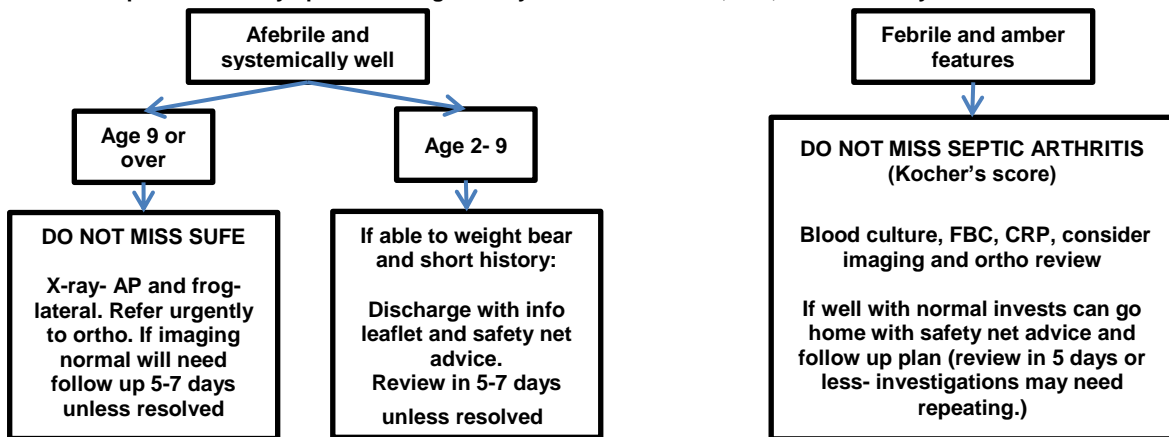 Afebrile and
systemically well
Febrile and amber
features
Age 9 or
over
Age 2- 9
DO NOT MISS SUFE
X-ray- AP and frog-
lateral. Refer urgently
to ortho. If imaging
normal will need
follow up 5-7 days
unless resolved
If able to weight bear
and short history:
Discharge with info
leaflet and safety net
advice.
Review in 5-7 days
unless resolved
DO NOT MISS SEPTIC ARTHRITIS
(Kocher's score)
Blood culture, FBC, CRP, consider
imaging and ortho review
If well with normal invests can go
home with safety net advice and
follow up plan (review in 5 days or
less- investigations may need
repeating.)